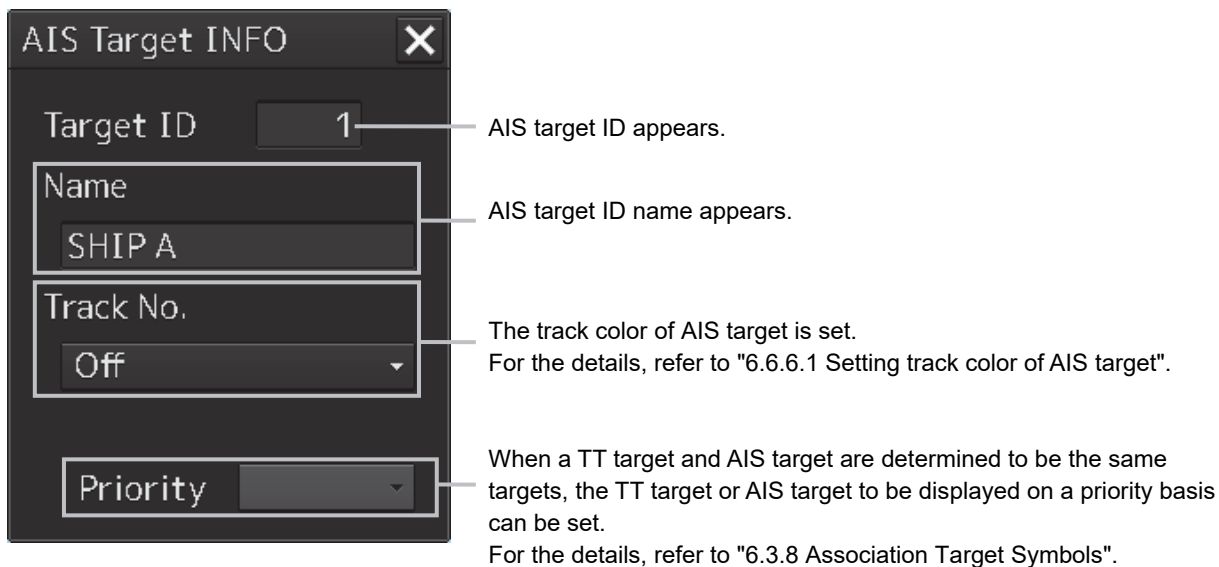 AIS Target INFO
Target ID 1
AIS target ID appears.
Name
SHIP A
AIS target ID name appears.
Track No.
Off
The track color of AIS target is set.
For the details, refer to "6.6.6.1 Setting track color of AIS target".
Priority
When a TT target and AIS target are determined to be the same
targets, the TT target or AIS target to be displayed on a priority basis
can be set.
For the details, refer to "6.3.8 Association Target Symbols".